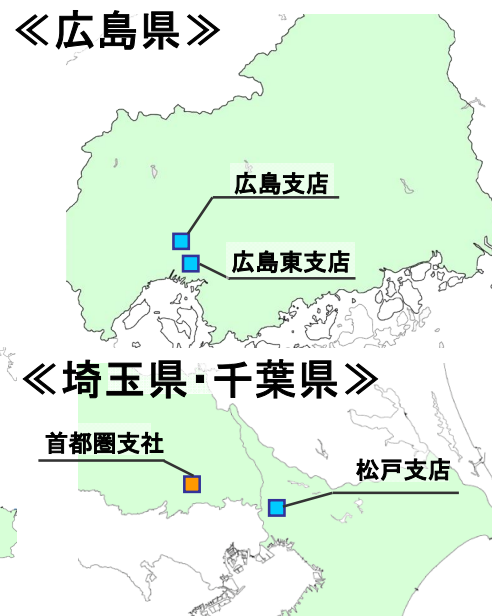 ≪広島県≫
広島支店
広島東支店
≪埼玉県・千葉県≫
首都圏支社
松戸支店